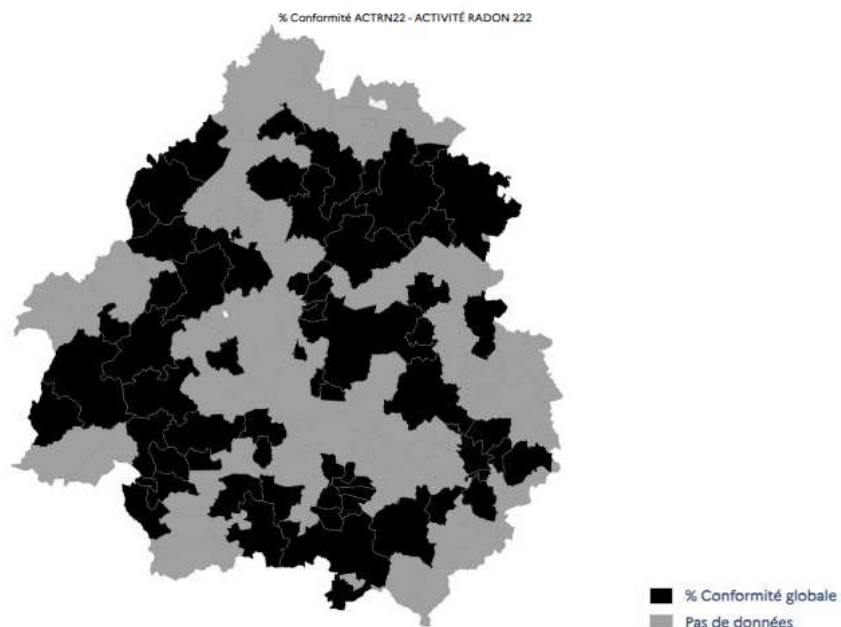 % Conformité ACTRN22 - ACTIVITÉ RADON 222
% Conformité globale
Pas de données